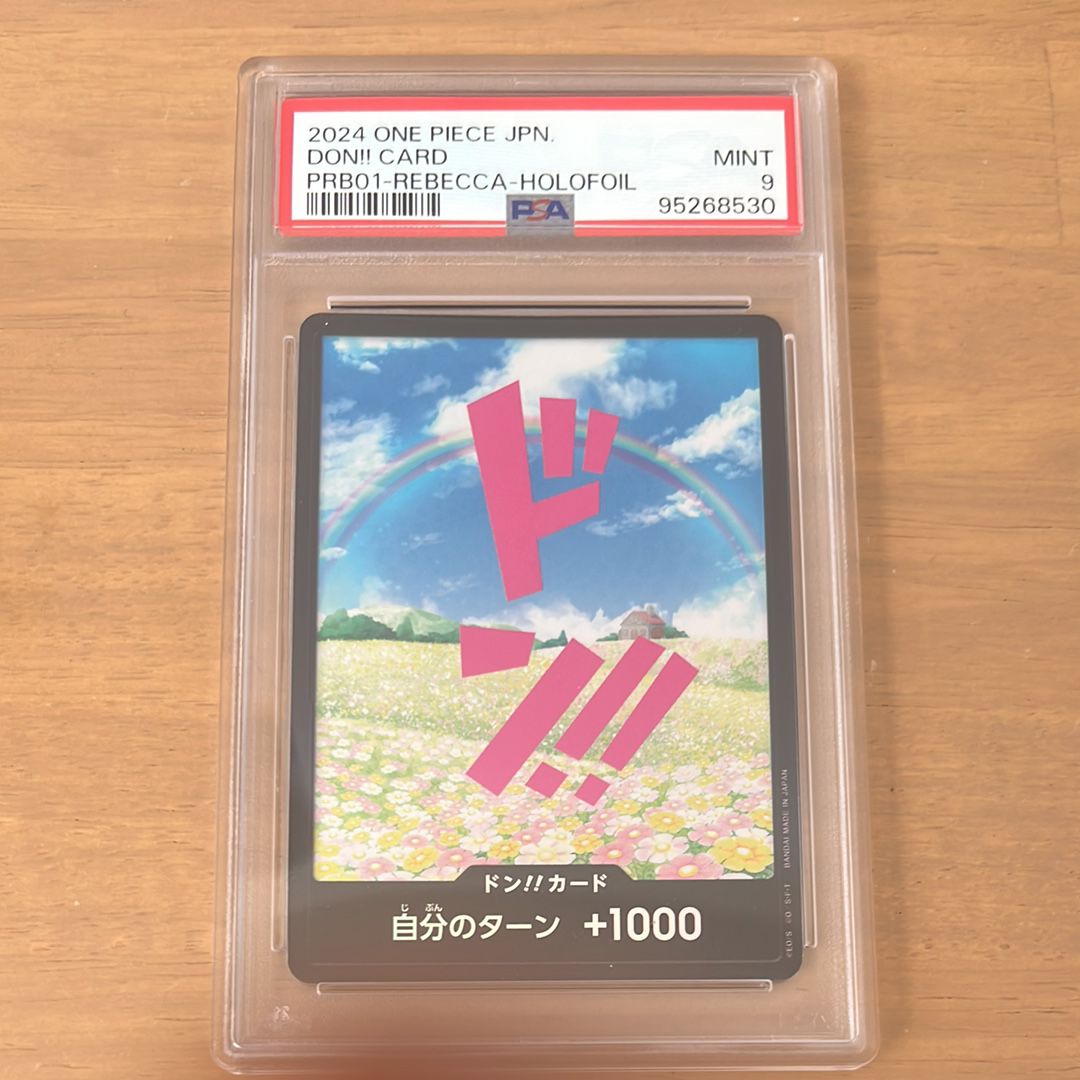 2024 ONE PIECE JPN.
DON!! CARD
MINT
PRB01-REBECCA-HOLOFOIL
9
PSA
95268530
ドン!!
ドン!!カード
じ ぶん
自分のターン +1000
©E.O/S ©O S・F・T BANDAI MADE IN JAPAN